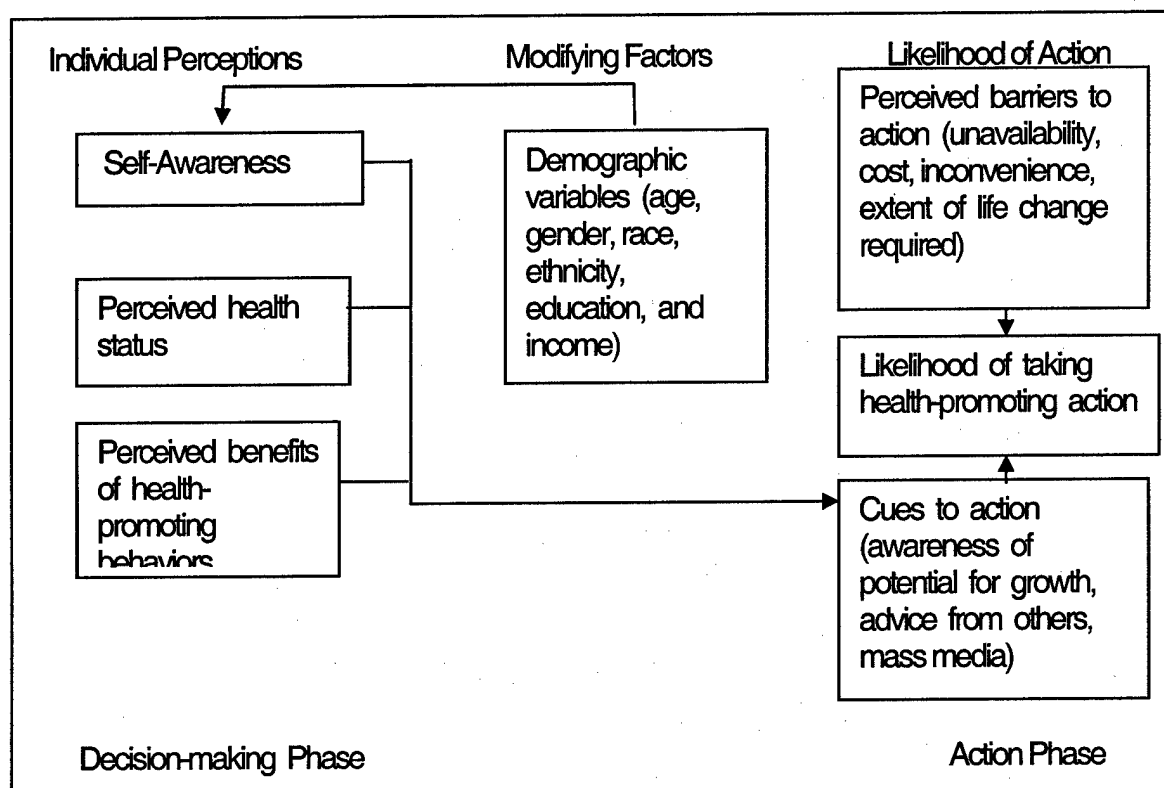 Individual Perceptions
Modifying Factors
Likelihood of Action
Self-Awareness
Perceived health
status
Perceived benefits
of health-
promoting
behaviors
Demographic
variables (age,
gender, race,
ethnicity,
education, and
income)
Perceived barriers to
action (unavailability,
cost, inconvenience,
extent of life change
required)
Likelihood of taking
health-promoting action
Cues to action
(awareness of
potential for growth,
advice from others,
mass media)
Decision-making Phase
Action Phase